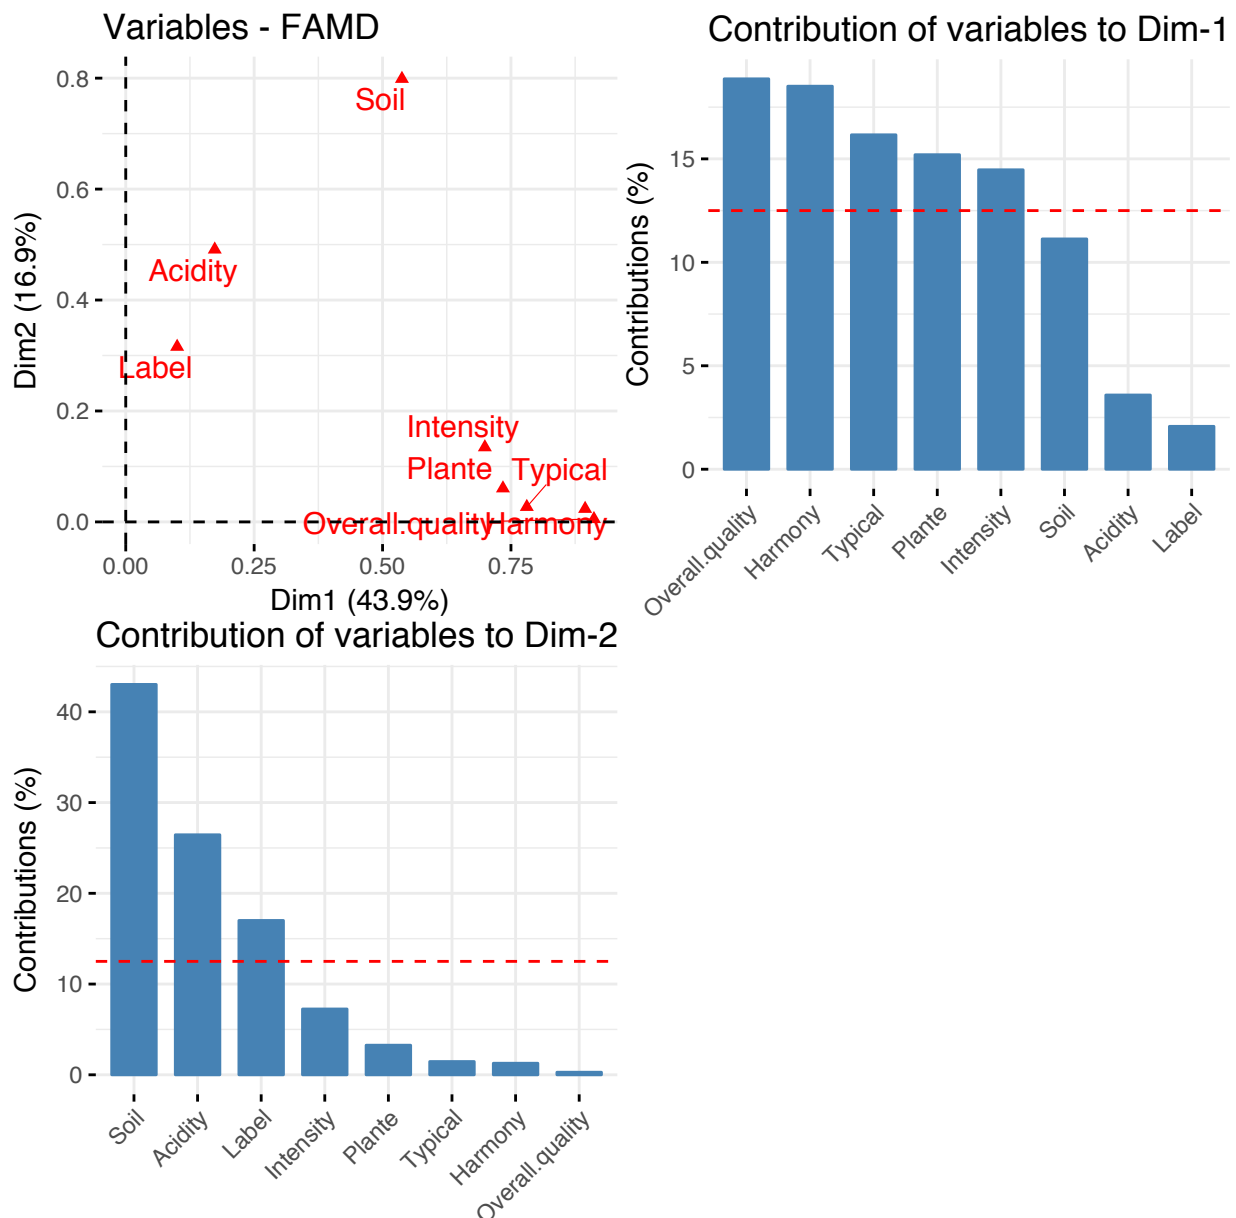 Variables - FAMD
Dim2 (16.9%)
0.8
0.6
0.4
0.2
0.0
Soil
Acidity
Label
Intensity
Plante
Typical
Overall.quality
Harmony
0.00
0.25
0.50
0.75
Dim1 (43.9%)
Contribution of variables to Dim-1
Contributions (%)
15
10
5
0
Overall.quality
Harmony
Typical
Plante
Intensity
Soil
Acidity
Label
Contribution of variables to Dim-2
Contributions (%)
40
30
20
10
0
Soil
Acidity
Label
Intensity
Plante
Typical
Harmony
Overall.quality